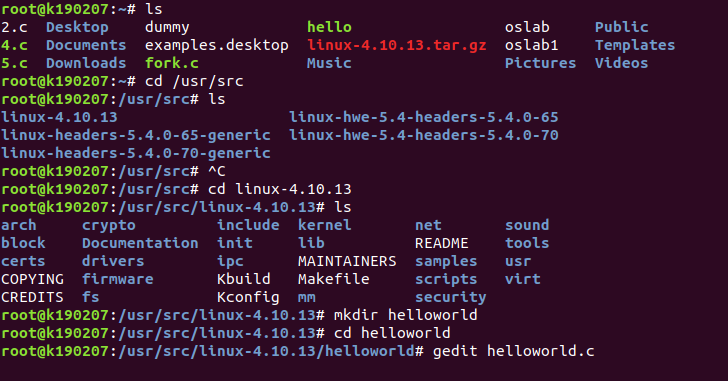 root@k190207:~# ls
2.c  Desktop    dummy             hello                 oslab    Public
4.c  Documents  examples.desktop  linux-4.10.13.tar.gz  oslab1   Templates
5.c  Downloads  fork.c            Music                 Pictures  Videos
root@k190207:~# cd /usr/src
root@k190207:/usr/src# ls
linux-4.10.13                    linux-hwe-5.4-headers-5.4.0-65
linux-headers-5.4.0-65-generic  linux-hwe-5.4-headers-5.4.0-70
linux-headers-5.4.0-70-generic
root@k190207:/usr/src# ^C
root@k190207:/usr/src# cd linux-4.10.13
root@k190207:/usr/src/linux-4.10.13# ls
arch     crypto         include  kernel       net       sound
block    Documentation  init     lib          README    tools
certs    drivers        ipc      MAINTAINERS  samples   usr
COPYING  firmware       Kbuild   Makefile     scripts   virt
CREDITS  fs             Kconfig  mm           security
root@k190207:/usr/src/linux-4.10.13# mkdir helloworld
root@k190207:/usr/src/linux-4.10.13# cd helloworld
root@k190207:/usr/src/linux-4.10.13/helloworld# gedit helloworld.c